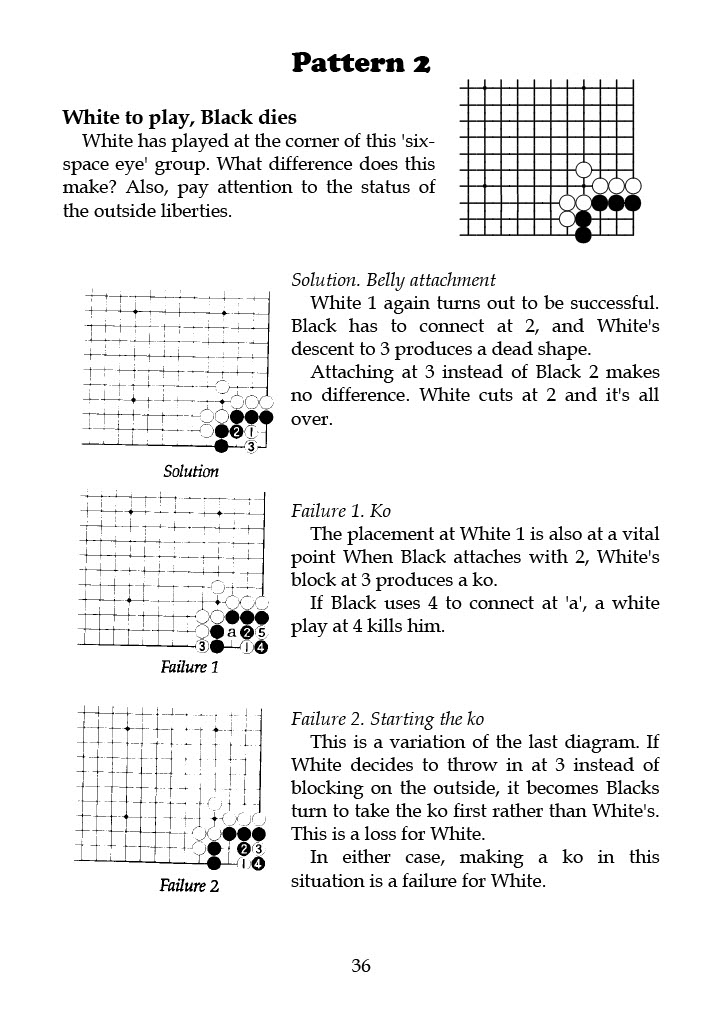 Pattern 2
White to play, Black dies
White has played at the corner of this 'six-
space eye' group. What difference does this
make? Also, pay attention to the status of
the outside liberties.
Solution. Belly attachment
White 1 again turns out to be successful.
Black has to connect at 2, and White's
descent to 3 produces a dead shape.
Attaching at 3 instead of Black 2 makes
no difference. White cuts at 2 and it's all
over.
2 1
3
Solution
Failure 1. Ko
The placement at White 1 is also at a vital
point When Black attaches with 2, White's
block at 3 produces a ko.
If Black uses 4 to connect at 'a', a white
play at 4 kills him.
a 2 5
3 1 4
Failure 1
Failure 2. Starting the ko
This is a variation of the last diagram. If
White decides to throw in at 3 instead of
blocking on the outside, it becomes Blacks
turn to take the ko first rather than White's.
This is a loss for White.
In either case, making a ko in this
situation is a failure for White.
2 3
1 4
Failure 2
36